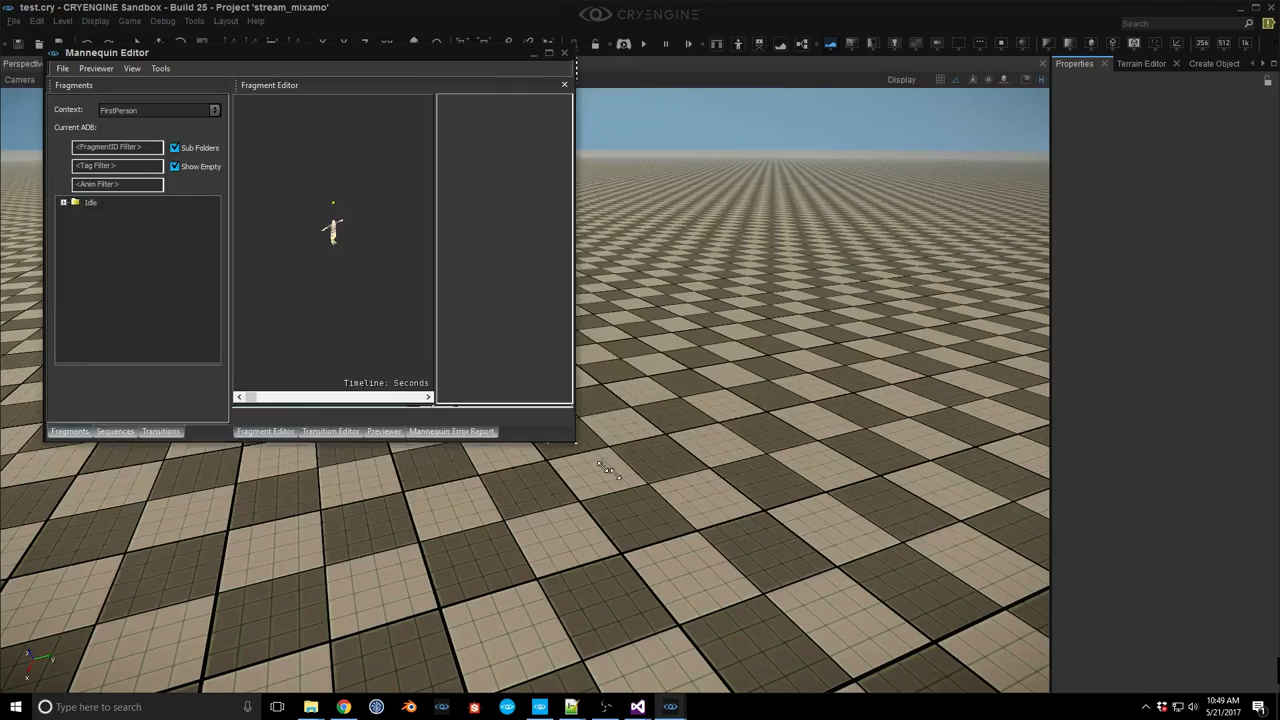 test.cry - CRYENGINE Sandbox - Build 25 - Project 'stream_mixamo'
CRYENGINE
File Edit Level Display Game Debug Tools Layout Help
Search
256 512 1k
Perspective
Mannequin Editor
Properties
Terrain Editor
Create Object
File Previewer View Tools
Camera
Display
Fragments
Fragment Editor
Context: FirstPerson
Current ADB:
<FragmentID Filter> Sub Folders
<Tag Filter> Show Empty
<Anim Filter>
Idle
Timeline: Seconds
Fragments Sequences Transitions
Fragment Editor Transition Editor Previewer Mannequin Error Report
z
y
x
Type here to search
10:49 AM
5/21/2017